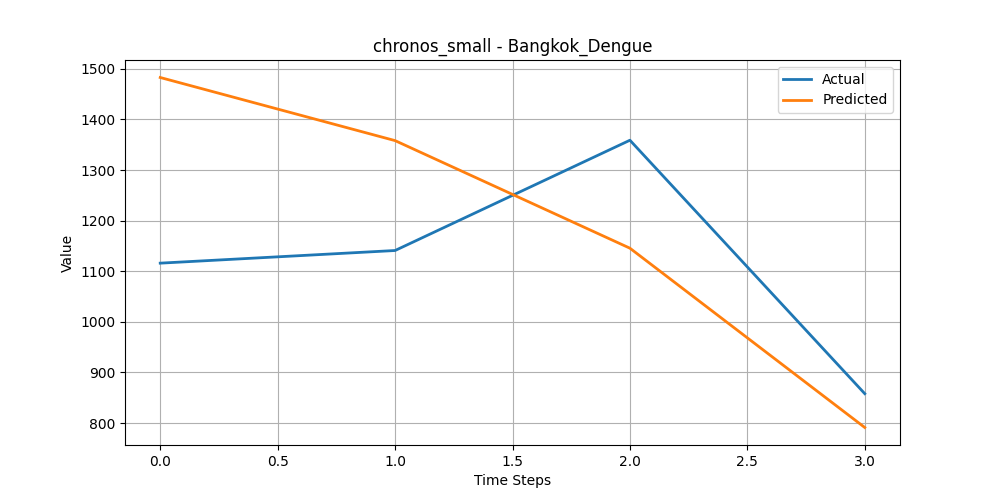 chronos_small - Bangkok_Dengue
Actual
Predicted
Value
1500
1400
1300
1200
1100
1000
900
800
0.0 0.5 1.0 1.5 2.0 2.5 3.0
Time Steps